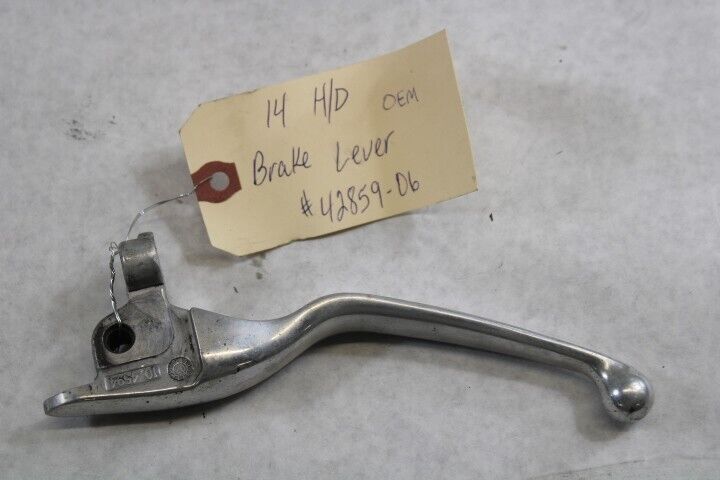 14 H/D OEM
Brake Lever
#42859-06